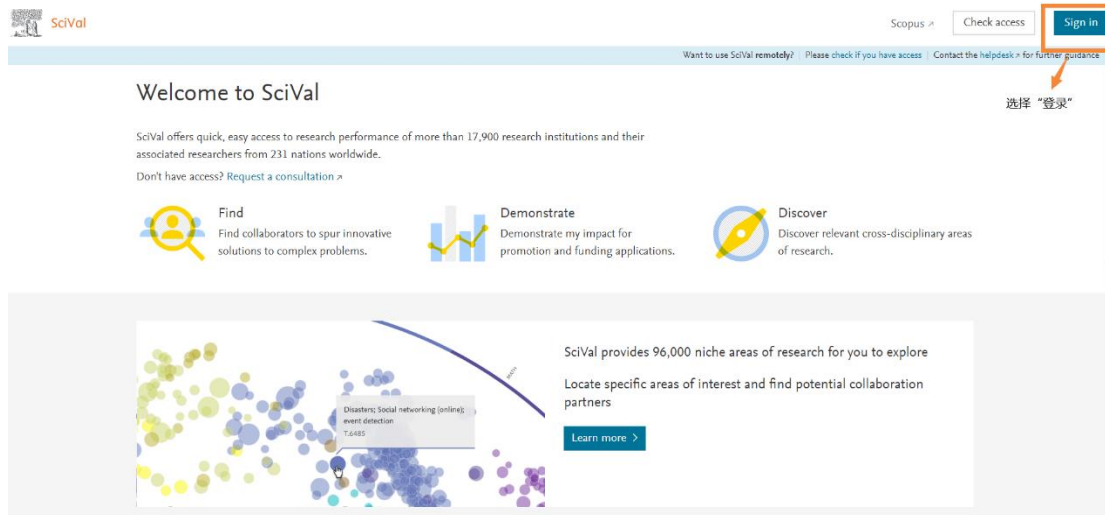 SciVal
Scopus ↗ Check access Sign in
Want to use SciVal remotely? | Please check if you have access | Contact the helpdesk ↗ for further guidance
选择“登录”
Welcome to SciVal
SciVal offers quick, easy access to research performance of more than 17,900 research institutions and their
associated researchers from 231 nations worldwide.
Don't have access? Request a consultation ↗
Find
Find collaborators to spur innovative
solutions to complex problems.
Demonstrate
Demonstrate my impact for
promotion and funding applications.
Discover
Discover relevant cross-disciplinary areas
of research.
MATH
Disasters; Social networking (online);
event detection
T.6485
SciVal provides 96,000 niche areas of research for you to explore
Locate specific areas of interest and find potential collaboration
partners
Learn more >